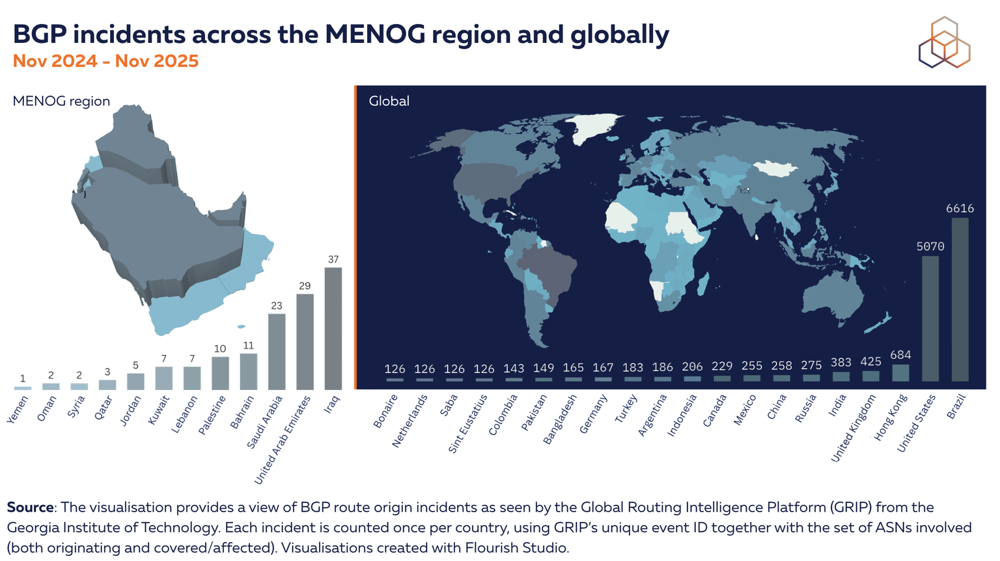 BGP incidents across the MENOG region and globally
Nov 2024 - Nov 2025
MENOG region
1
2
2
3
5
7
7
10
11
23
29
37
Yemen
Oman
Syria
Qatar
Jordan
Kuwait
Lebanon
Palestine
Bahrain
Saudi Arabia
United Arab Emirates
Iraq
Global
126
126
126
126
143
149
165
167
183
186
206
229
255
258
275
383
425
684
5070
6616
Bonaire
Netherlands
Saba
Sint Eustatius
Colombia
Pakistan
Bangladesh
Germany
Turkey
Argentina
Indonesia
Canada
Mexico
China
Russia
India
United Kingdom
Hong Kong
United States
Brazil
Source: The visualisation provides a view of BGP route origin incidents as seen by the Global Routing Intelligence Platform (GRIP) from the
Georgia Institute of Technology. Each incident is counted once per country, using GRIP’s unique event ID together with the set of ASNs involved
(both originating and covered/affected). Visualisations created with Flourish Studio.